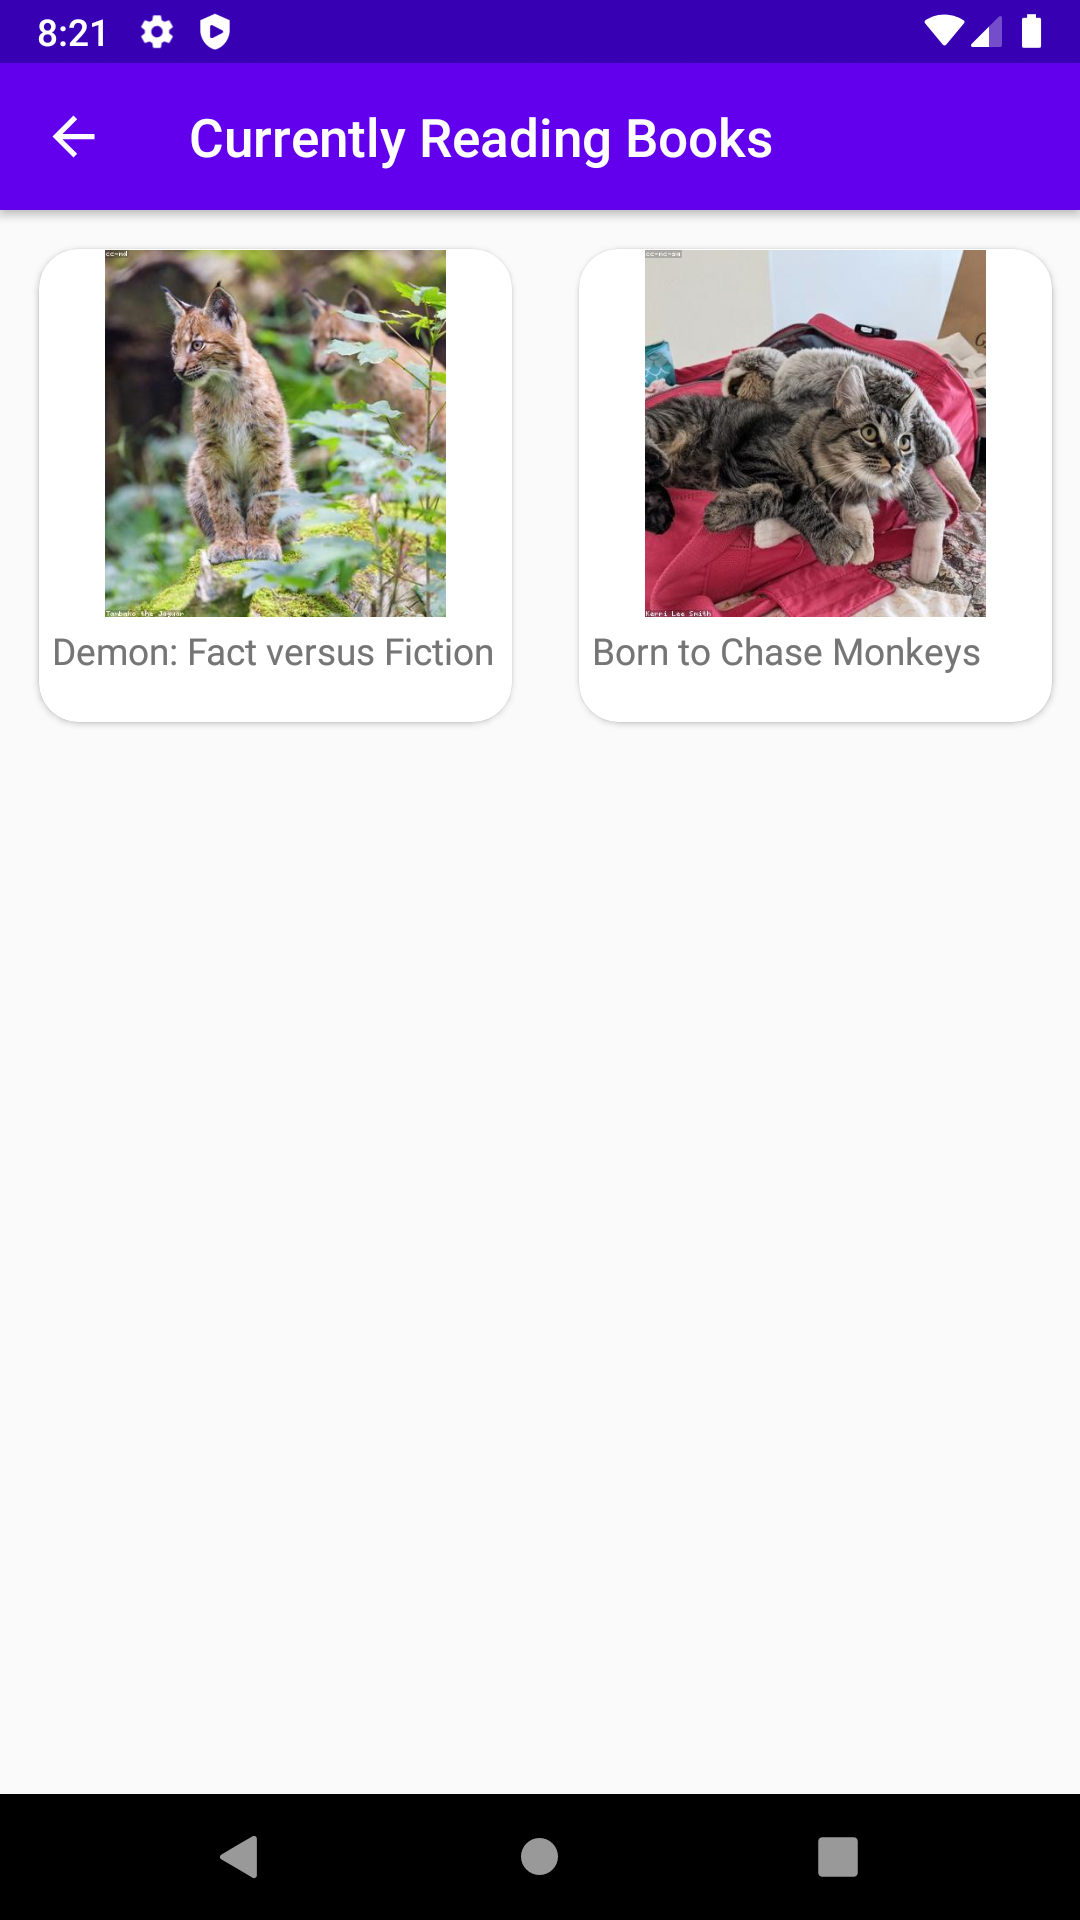 8:21
Currently Reading Books
cc-nd
cc-nc-sa
Tambako the Jaguar
Kerri Lee Smith
Demon: Fact versus Fiction
Born to Chase Monkeys